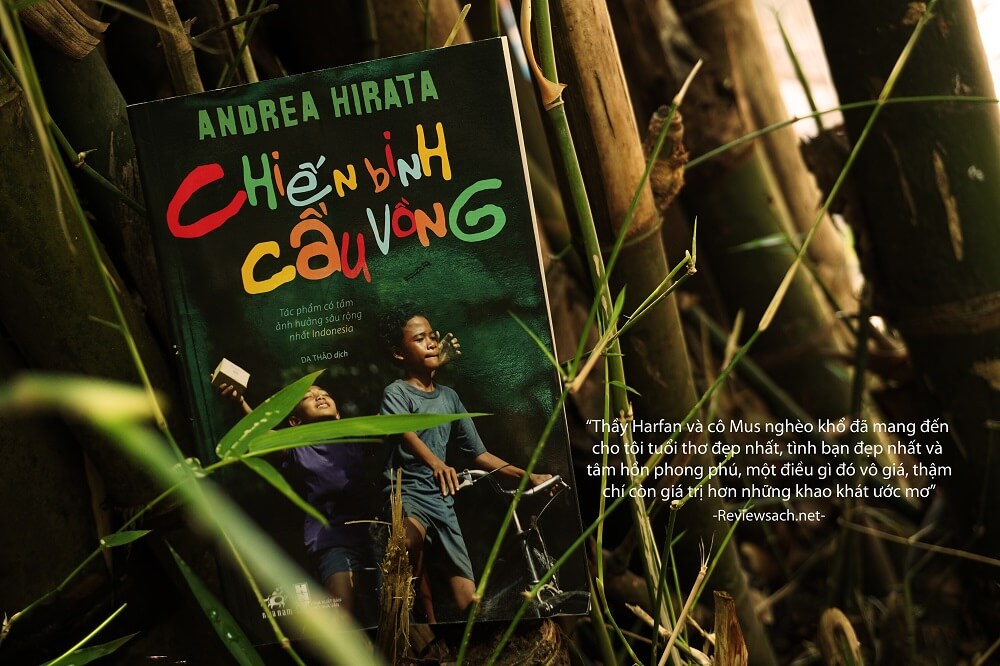 ANDREA HIRATA
CHiẾN biNH
CẦU VỒNG
Tác phẩm có tầm
ảnh hưởng sâu rộng
nhất Indonesia
DẠ THẢO dịch
nhã nam
“Thầy Harfan và cô Mus nghèo khổ đã mang đến
cho tôi tuổi thơ đẹp nhất, tình bạn đẹp nhất và
tâm hồn phong phú, một điều gì đó vô giá, thậm
chí còn giá trị hơn những khao khát ước mơ”
-Reviewsach.net-